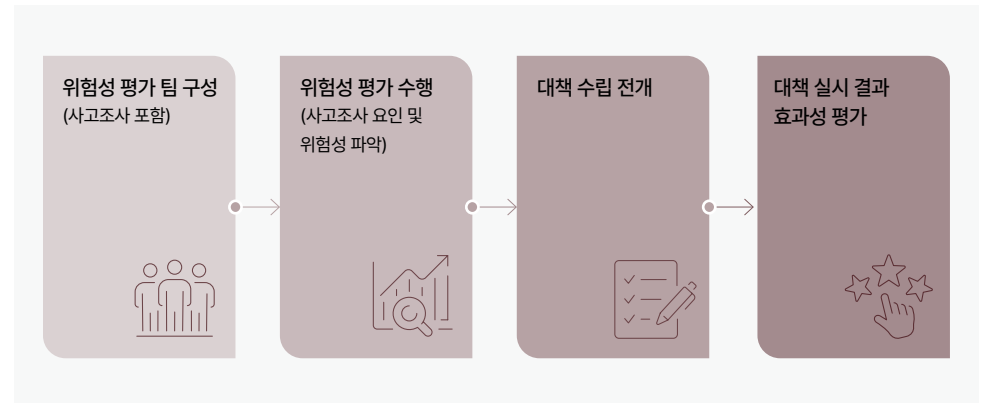 위험성 평가 팀 구성
(사고조사 포함)
위험성 평가 수행
(사고조사 요인 및
위험성 파악)
대책 수립 전개
대책 실시 결과
효과성 평가